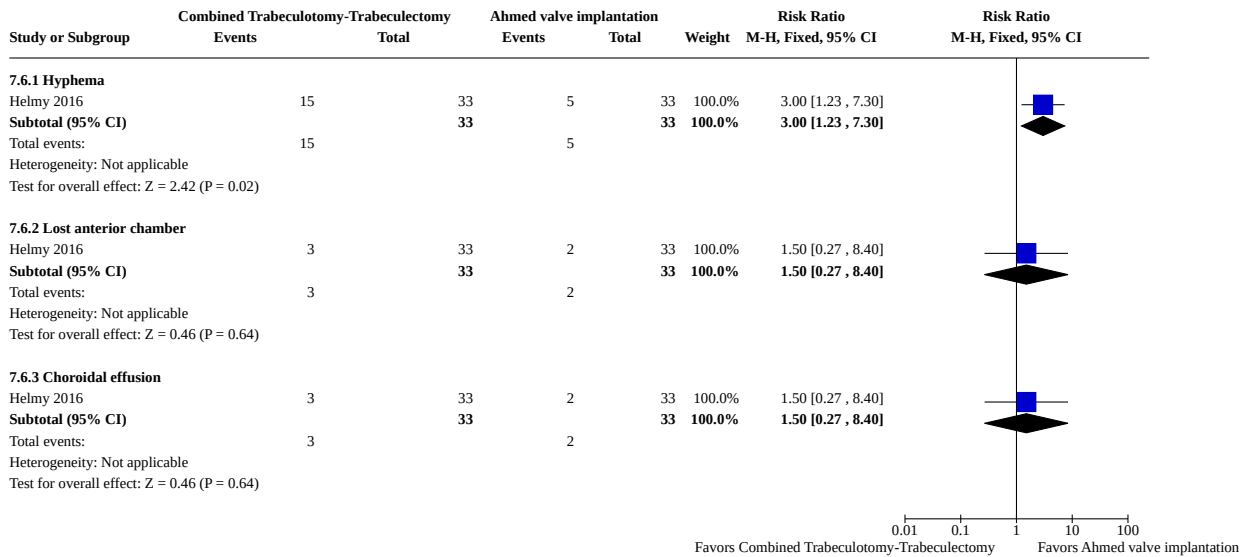 Combined Trabeculotomy-Trabeculectomy Ahmed valve implantation Risk Ratio Risk Ratio
Study or Subgroup Events Total Events Total Weight M-H, Fixed, 95% CI M-H, Fixed, 95% CI
7.6.1 Hyphema
Helmy 2016 15 33 5 33 100.0% 3.00 [1.23 , 7.30]
Subtotal (95% CI) 33 33 100.0% 3.00 [1.23 , 7.30]
Total events: 15 5
Heterogeneity: Not applicable
Test for overall effect: Z = 2.42 (P = 0.02)
7.6.2 Lost anterior chamber
Helmy 2016 3 33 2 33 100.0% 1.50 [0.27 , 8.40]
Subtotal (95% CI) 33 33 100.0% 1.50 [0.27 , 8.40]
Total events: 3 2
Heterogeneity: Not applicable
Test for overall effect: Z = 0.46 (P = 0.64)
7.6.3 Choroidal effusion
Helmy 2016 3 33 2 33 100.0% 1.50 [0.27 , 8.40]
Subtotal (95% CI) 33 33 100.0% 1.50 [0.27 , 8.40]
Total events: 3 2
Heterogeneity: Not applicable
Test for overall effect: Z = 0.46 (P = 0.64)
0.01 0.1 1 10 100
Favors Combined Trabeculotomy-Trabeculectomy Favors Ahmed valve implantation